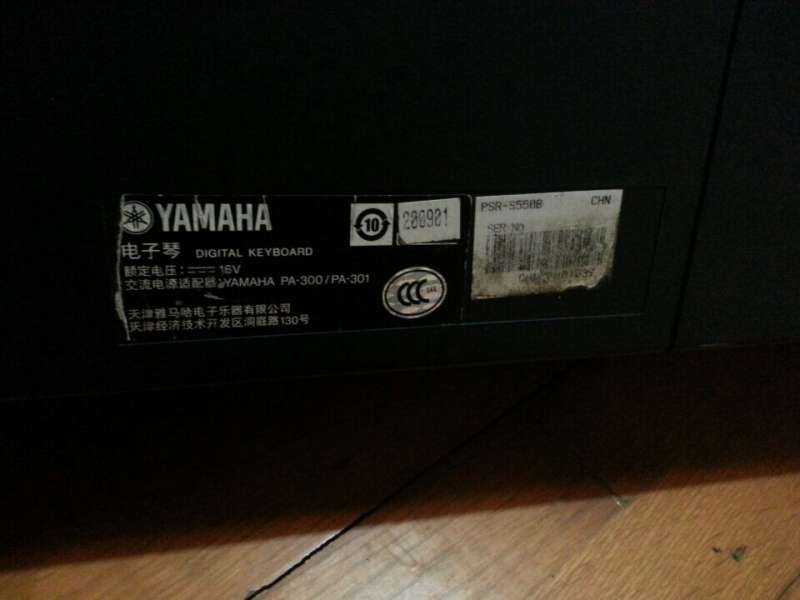 YAMAHA
10
200901
电子琴 DIGITAL KEYBOARD
额定电压: 16V
交流电源适配器:YAMAHA PA-300/PA-301
CCC
天津雅马哈电子乐器有限公司
天津经济技术开发区洞庭路130号
PSR-S550B CHN
SER NO